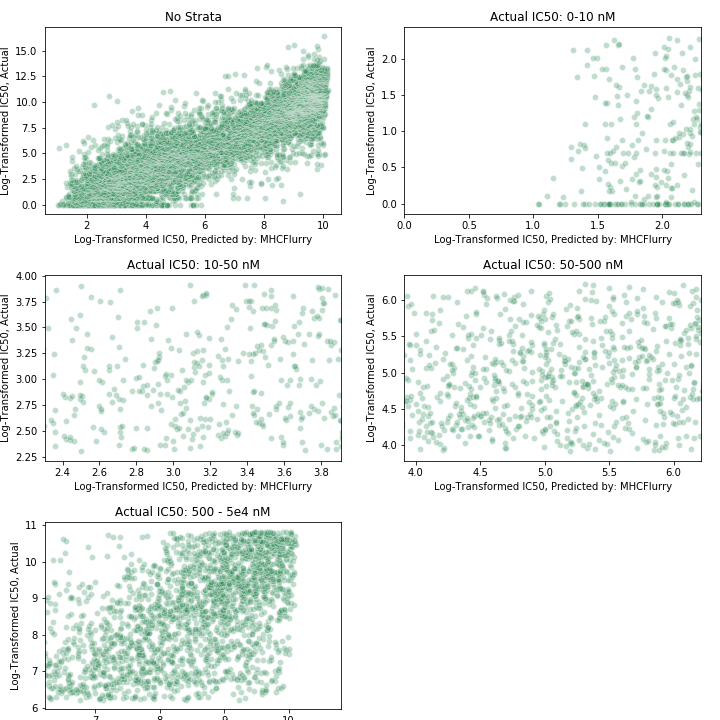 No Strata
Log-Transformed IC50, Actual
15.0
12.5
10.0
7.5
5.0
2.5
0.0
2 4 6 8 10
Log-Transformed IC50, Predicted by: MHCFlurry
Actual IC50: 0-10 nM
Log-Transformed IC50, Actual
2.0
1.5
1.0
0.5
0.0
0.0 0.5 1.0 1.5 2.0
Log-Transformed IC50, Predicted by: MHCFlurry
Actual IC50: 10-50 nM
Log-Transformed IC50, Actual
4.00
3.75
3.50
3.25
3.00
2.75
2.50
2.25
2.4 2.6 2.8 3.0 3.2 3.4 3.6 3.8
Log-Transformed IC50, Predicted by: MHCFlurry
Actual IC50: 50-500 nM
Log-Transformed IC50, Actual
6.0
5.5
5.0
4.5
4.0
4.0 4.5 5.0 5.5 6.0
Log-Transformed IC50, Predicted by: MHCFlurry
Actual IC50: 500 - 5e4 nM
Log-Transformed IC50, Actual
11
10
9
8
7
6
7 8 9 10